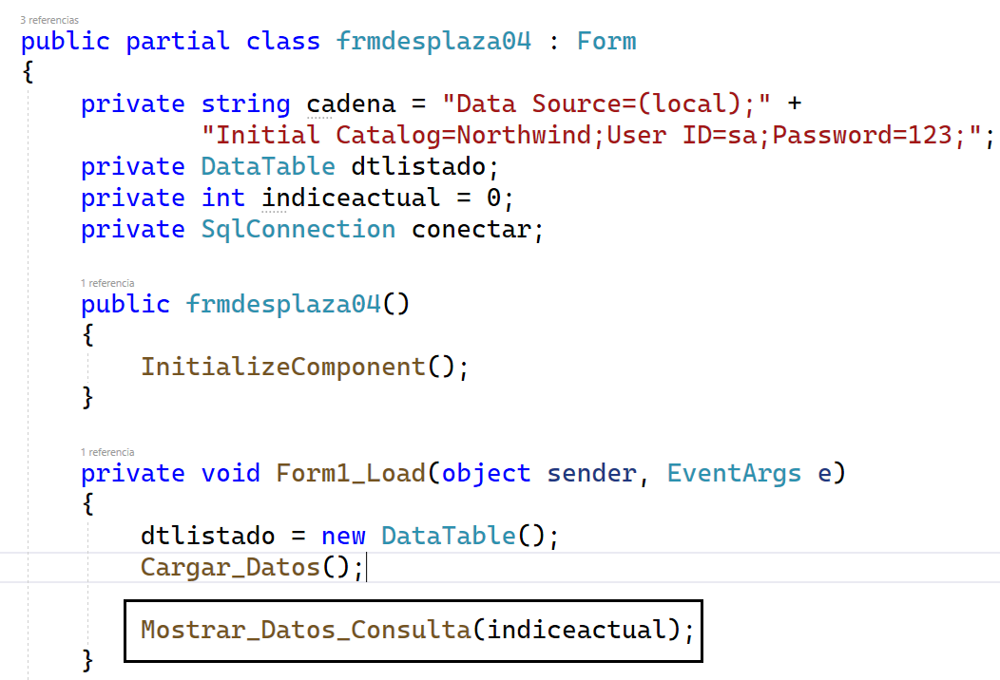 3 referencias
public partial class frmdesplaza04 : Form
{
private string cadena = "Data Source=(local);" +
"Initial Catalog=Northwind;User ID=sa;Password=123;";
private DataTable dtlistado;
private int indiceactual = 0;
private SqlConnection conectar;
1 referencia
public frmdesplaza04()
{
InitializeComponent();
}
1 referencia
private void Form1_Load(object sender, EventArgs e)
{
dtlistado = new DataTable();
Cargar_Datos();
Mostrar_Datos_Consulta(indiceactual);
}